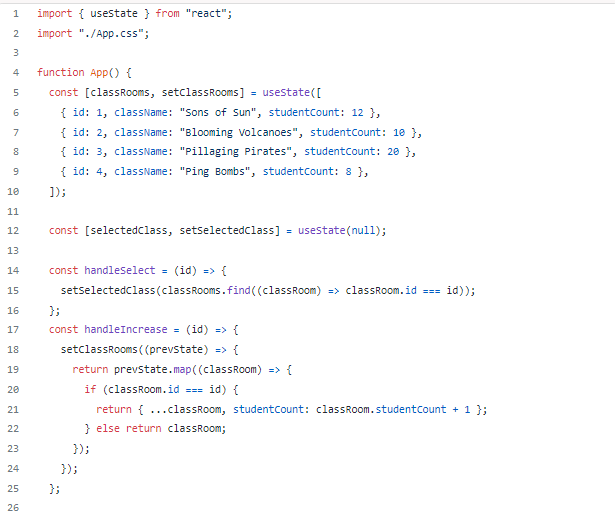 1 import { useState } from "react";
2 import "./App.css";
3
4 function App() {
5 const [classRooms, setClassRooms] = useState([
6 { id: 1, className: "Sons of Sun", studentCount: 12 },
7 { id: 2, className: "Blooming Volcanoes", studentCount: 10 },
8 { id: 3, className: "Pillaging Pirates", studentCount: 20 },
9 { id: 4, className: "Ping Bombs", studentCount: 8 },
10 ]);
11
12 const [selectedClass, setSelectedClass] = useState(null);
13
14 const handleSelect = (id) => {
15 setSelectedClass(classRooms.find((classRoom) => classRoom.id === id));
16 };
17 const handleIncrease = (id) => {
18 setClassRooms((prevState) => {
19 return prevState.map((classRoom) => {
20 if (classRoom.id === id) {
21 return { ...classRoom, studentCount: classRoom.studentCount + 1 };
22 } else return classRoom;
23 });
24 });
25 };
26